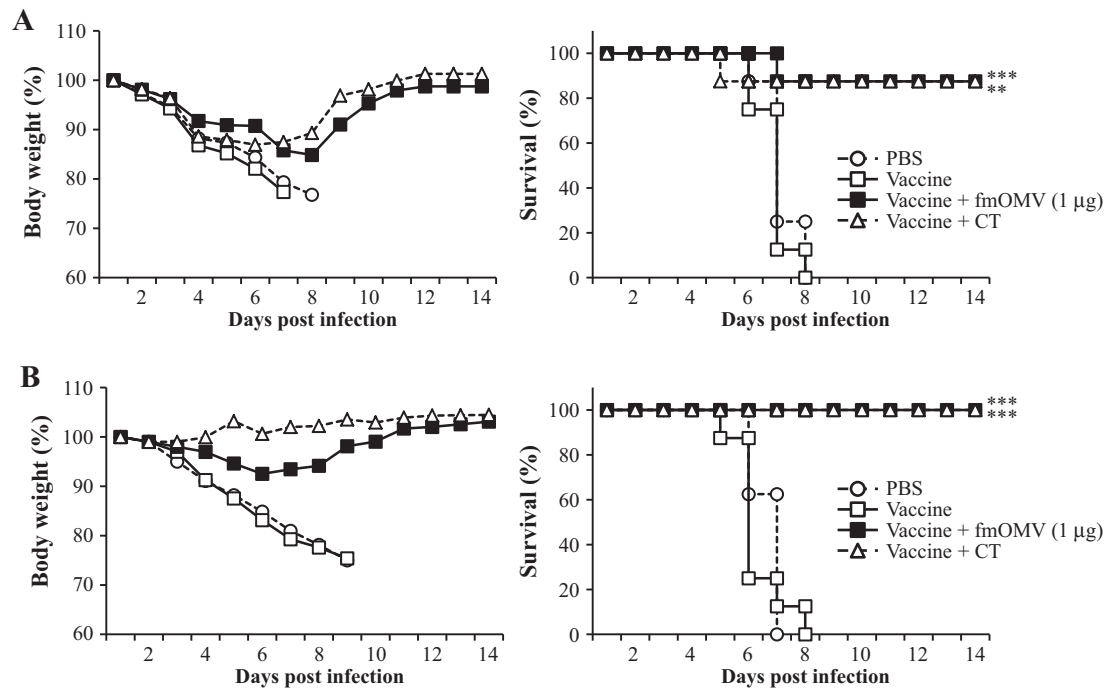 A
110
100
90
80
70
60
Body weight (%)
2 4 6 8 10 12 14
Days post infection
100
80
60
40
20
0
Survival (%)
***
**
PBS
Vaccine
Vaccine + fmOMV (1 μg)
Vaccine + CT
2 4 6 8 10 12 14
Days post infection
B
110
100
90
80
70
60
Body weight (%)
2 4 6 8 10 12 14
Days post infection
100
80
60
40
20
0
Survival (%)
***
***
PBS
Vaccine
Vaccine + fmOMV (1 μg)
Vaccine + CT
2 4 6 8 10 12 14
Days post infection